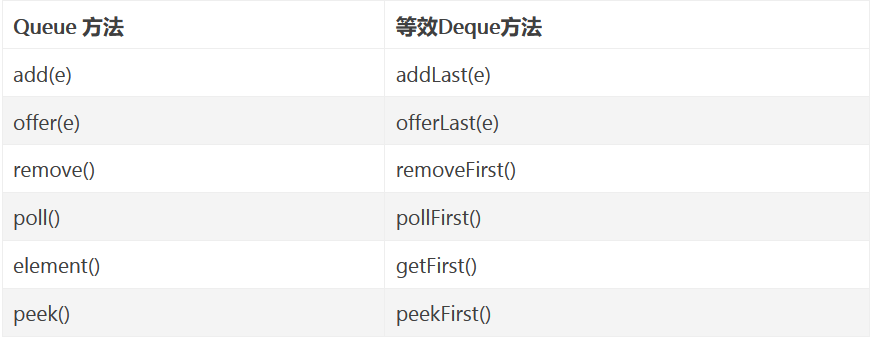 Queue 方法 等效Deque方法
add(e) addLast(e)
offer(e) offerLast(e)
remove() removeFirst()
poll() pollFirst()
element() getFirst()
peek() peekFirst()